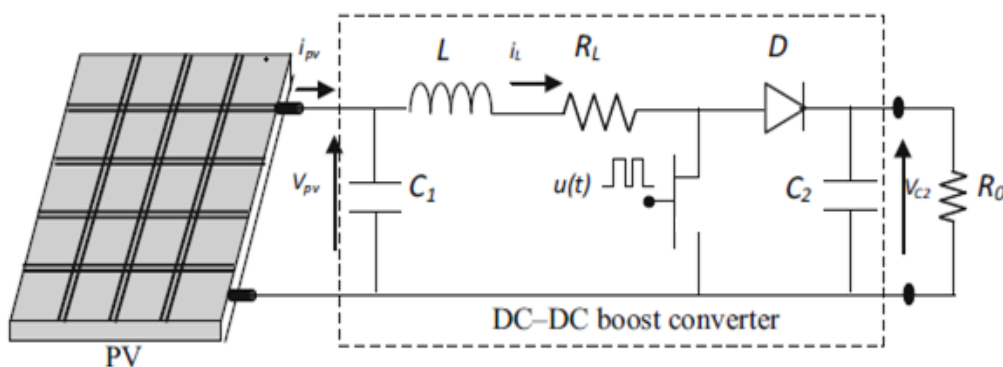 i_pv
L
i_L
R_L
D
V_pv
C_1
u(t)
C_2
V_C2
R_0
DC–DC boost converter
PV